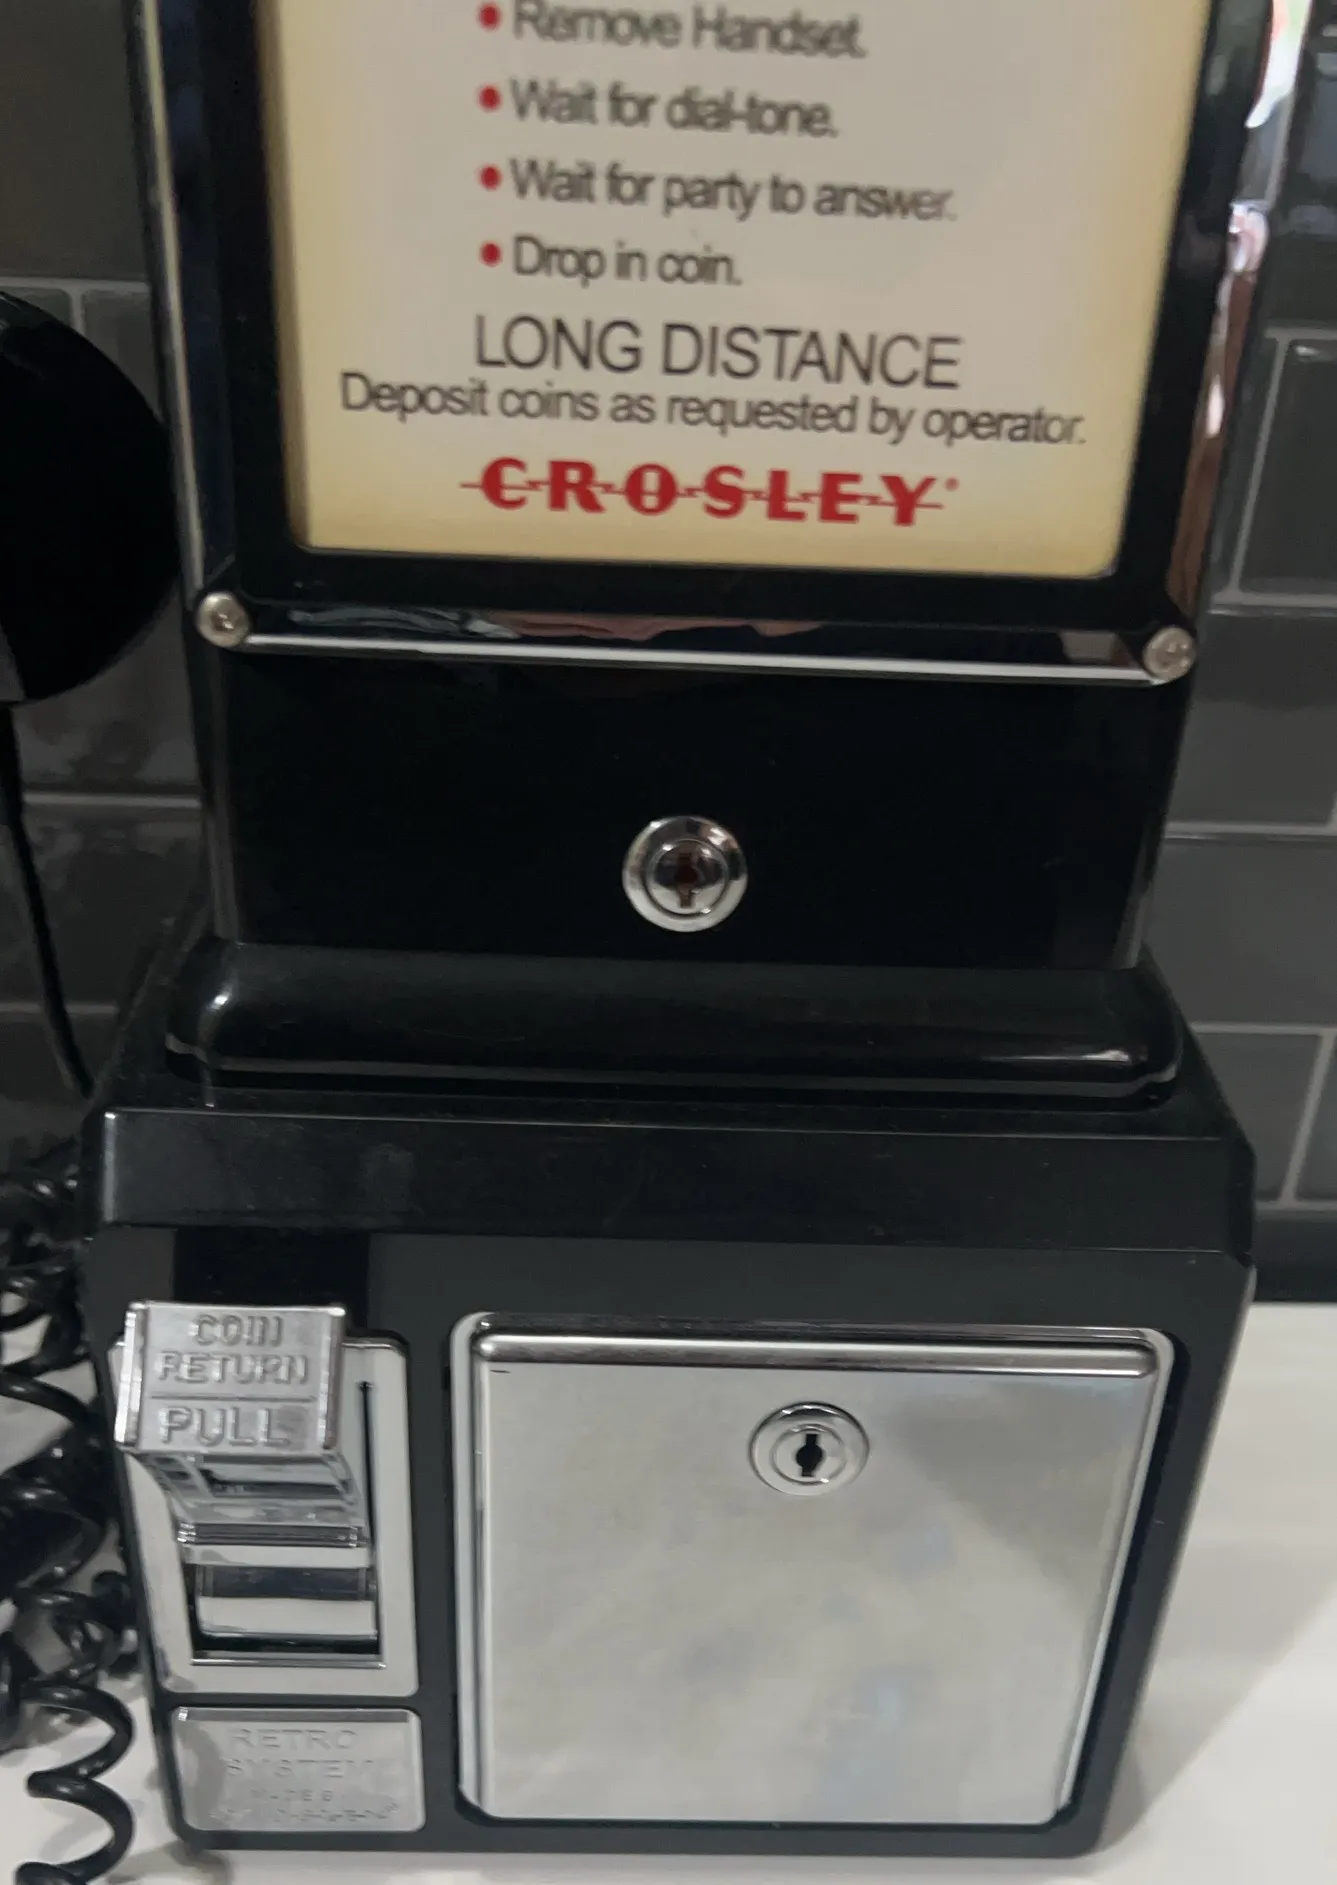 • Remove Handset.
• Wait for dial-tone.
• Wait for party to answer.
• Drop in coin.
LONG DISTANCE
Deposit coins as requested by operator.
CROSLEY®
COIN
RETURN
PULL
RETRO
SYSTEM